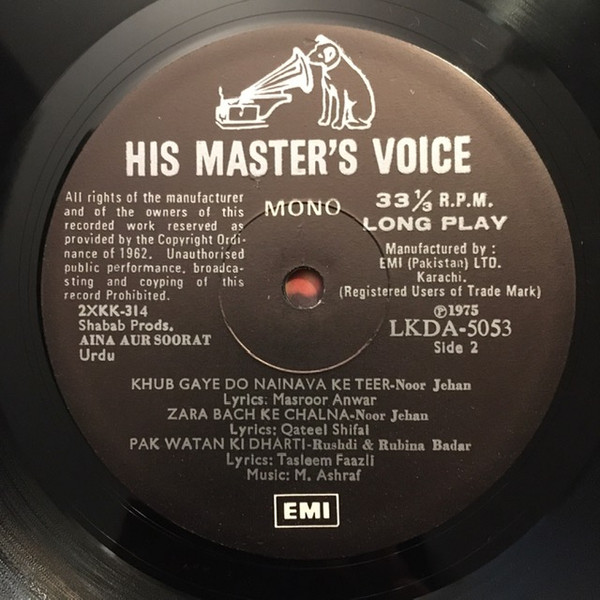 HIS MASTER'S VOICE
All rights of the manufacturer
and of the owners of this
recorded work reserved as
provided by the Copyright Ordi-
nance of 1962. Unauthorised
public performance, broadca-
sting and coyping of this
record Prohibited.
MONO
33⅓ R.P.M.
LONG PLAY
Manufactured by :
EMI (Pakistan) LTD.
Karachi.
(Registered Users of Trade Mark)
2XKK-314
Shabab Prods.
AINA AUR SOORAT
Urdu
℗1975
LKDA-5053
Side 2
KHUB GAYE DO NAINAVA KE TEER-Noor Jehan
Lyrics: Masroor Anwar
ZARA BACH KE CHALNA-Noor Jehan
Lyrics: Qateel Shifai
PAK WATAN KI DHARTI-Rushdi & Rubina Badar
Lyrics: Tasleem Faazli
Music: M. Ashraf
EMI